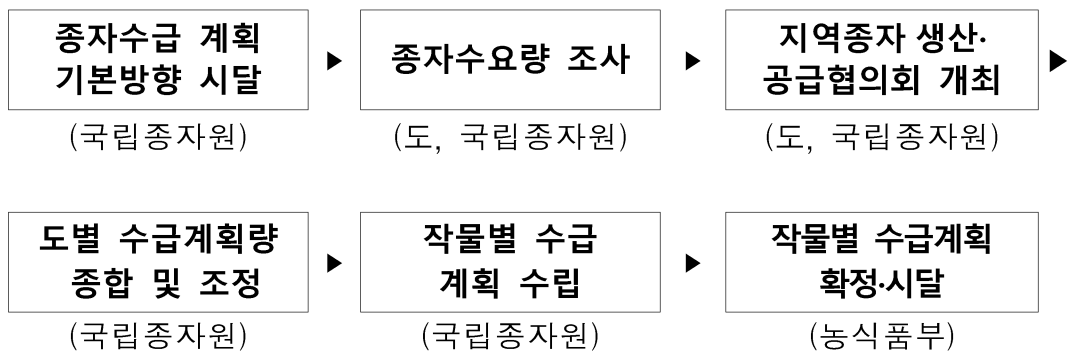 종자수급 계획
기본방향 시달
(국립종자원)
▶
종자수요량 조사
(도, 국립종자원)
▶
지역종자 생산·
공급협의회 개최
(도, 국립종자원)
▶
도별 수급계획량
종합 및 조정
(국립종자원)
▶
작물별 수급
계획 수립
(국립종자원)
▶
작물별 수급계획
확정·시달
(농식품부)